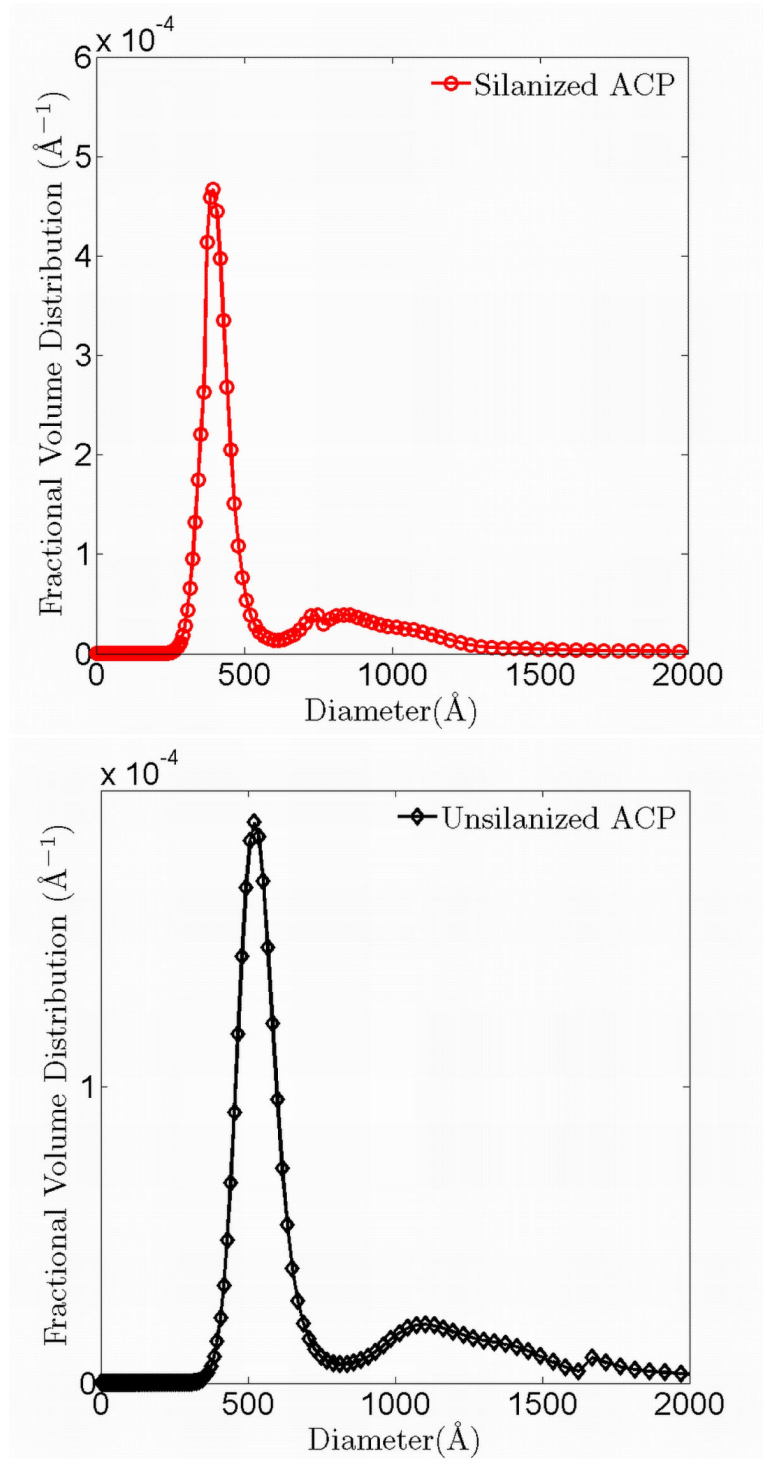 × 10⁻⁴
6
Silanized ACP
5
4
3
2
1
0
Fractional Volume Distribution (Å⁻¹)
0 500 1000 1500 2000
Diameter(Å)
x 10⁻⁴
Unsilanized ACP
1
0
Fractional Volume Distribution (Å⁻¹)
0 500 1000 1500 2000
Diameter(Å)